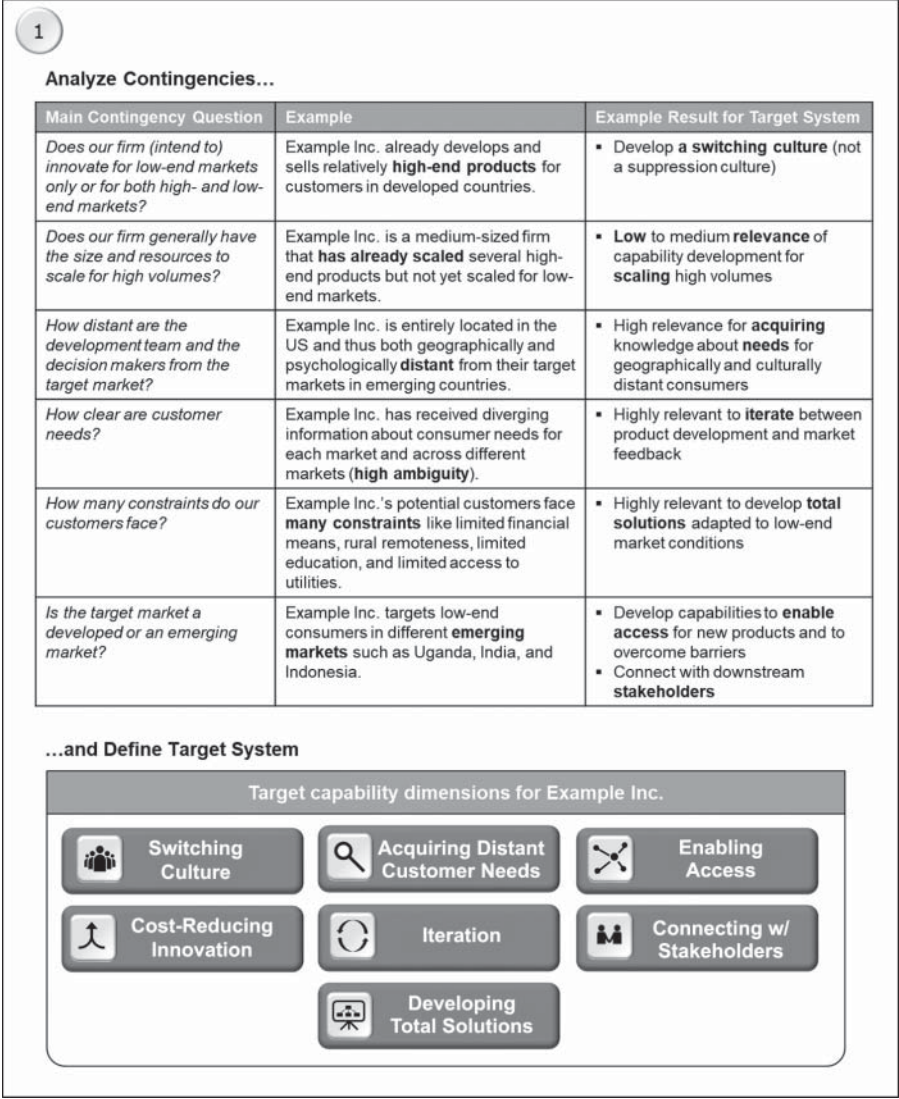 1
Analyze Contingencies…
Main Contingency Question
Example
Example Result for Target System
Does our firm (intend to)
innovate for low-end markets
only or for both high- and low-
end markets?
Example Inc. already develops and
sells relatively high-end products for
customers in developed countries.
▪ Develop a switching culture (not
a suppression culture)
Does our firm generally have
the size and resources to
scale for high volumes?
Example Inc. is a medium-sized firm
that has already scaled several high-
end products but not yet scaled for low-
end markets.
▪ Low to medium relevance of
capability development for
scaling high volumes
How distant are the
development team and the
decision makers from the
target market?
Example Inc. is entirely located in the
US and thus both geographically and
psychologically distant from their target
markets in emerging countries.
▪ High relevance for acquiring
knowledge about needs for
geographically and culturally
distant consumers
How clear are customer
needs?
Example Inc. has received diverging
information about consumer needs for
each market and across different
markets (high ambiguity).
▪ Highly relevant to iterate between
product development and market
feedback
How many constraints do our
customers face?
Example Inc.'s potential customers face
many constraints like limited financial
means, rural remoteness, limited
education, and limited access to
utilities.
▪ Highly relevant to develop total
solutions adapted to low-end
market conditions
Is the target market a
developed or an emerging
market?
Example Inc. targets low-end
consumers in different emerging
markets such as Uganda, India, and
Indonesia.
▪ Develop capabilities to enable
access for new products and to
overcome barriers
▪ Connect with downstream
stakeholders
…and Define Target System
Target capability dimensions for Example Inc.
Switching
Culture
Acquiring Distant
Customer Needs
Enabling
Access
Cost-Reducing
Innovation
Iteration
Connecting w/
Stakeholders
Developing
Total Solutions